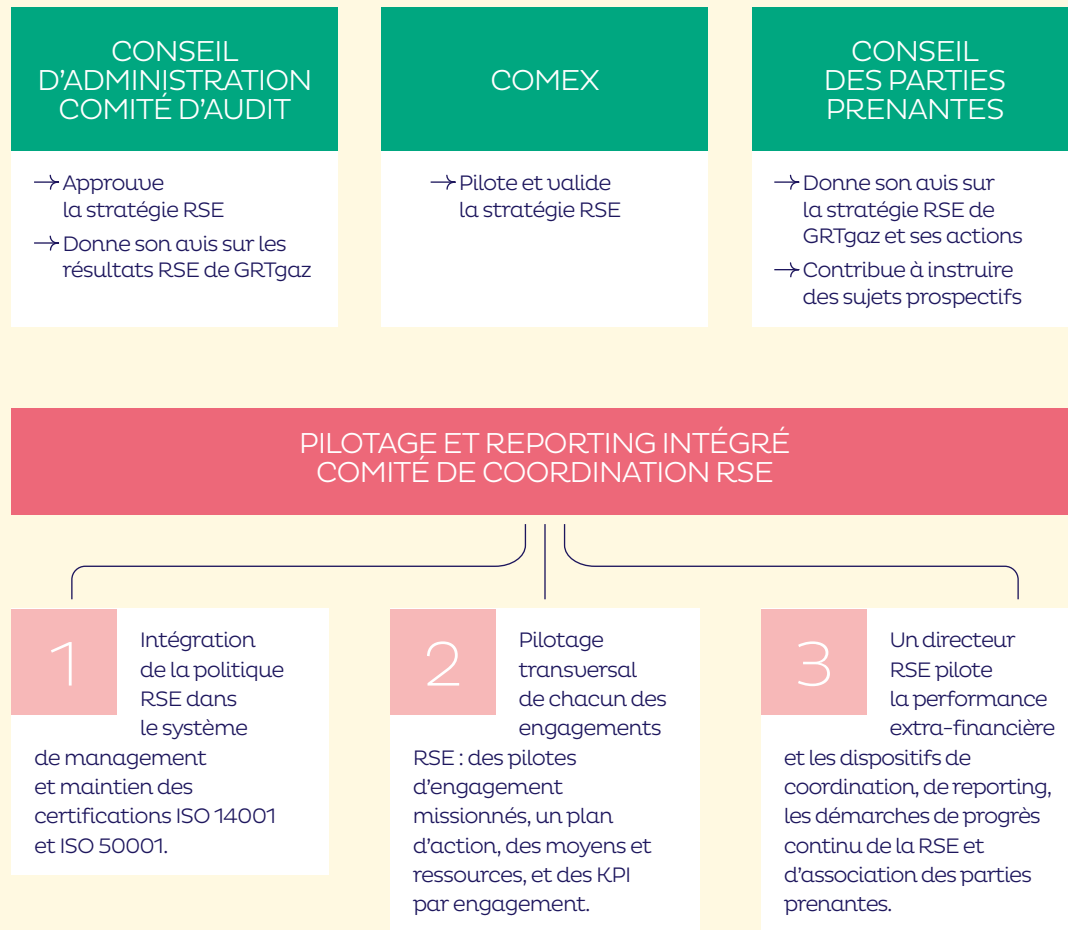 CONSEIL
D'ADMINISTRATION
COMITÉ D'AUDIT
→ Approuve
la stratégie RSE
→ Donne son avis sur les
résultats RSE de GRTgaz
COMEX
→ Pilote et valide
la stratégie RSE
CONSEIL
DES PARTIES
PRENANTES
→ Donne son avis sur
la stratégie RSE de
GRTgaz et ses actions
→ Contribue à instruire
des sujets prospectifs
PILOTAGE ET REPORTING INTÉGRÉ
COMITÉ DE COORDINATION RSE
1
Intégration
de la politique
RSE dans
le système
de management
et maintien des
certifications ISO 14001
et ISO 50001.
2
Pilotage
transversal
de chacun des
engagements
RSE : des pilotes
d'engagement
missionnés, un plan
d'action, des moyens et
ressources, et des KPI
par engagement.
3
Un directeur
RSE pilote
la performance
extra-financière
et les dispositifs de
coordination, de reporting,
les démarches de progrès
continu de la RSE et
d'association des parties
prenantes.